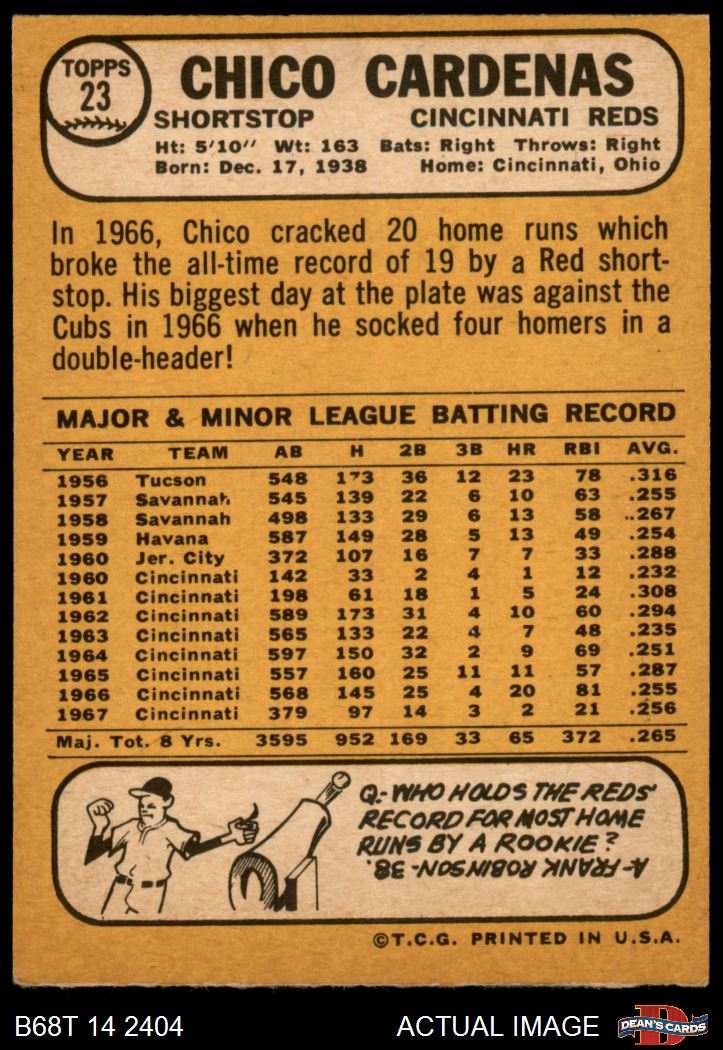 TOPPS
23
CHICO CARDENAS
SHORTSTOP CINCINNATI REDS
Ht: 5'10" Wt: 163 Bats: Right Throws: Right
Born: Dec. 17, 1938 Home: Cincinnati, Ohio
In 1966, Chico cracked 20 home runs which
broke the all-time record of 19 by a Red short-
stop. His biggest day at the plate was against the
Cubs in 1966 when he socked four homers in a
double-header!
MAJOR & MINOR LEAGUE BATTING RECORD
YEAR TEAM AB H 2B 3B HR RBI AVG.
1956 Tucson 548 173 36 12 23 78 .316
1957 Savannah 545 139 22 6 10 63 .255
1958 Savannah 498 133 29 6 13 58 .267
1959 Havana 587 149 28 5 13 49 .254
1960 Jer. City 372 107 16 7 7 33 .288
1960 Cincinnati 142 33 2 4 1 12 .232
1961 Cincinnati 198 61 18 1 5 24 .308
1962 Cincinnati 589 173 31 4 10 60 .294
1963 Cincinnati 565 133 22 4 7 48 .235
1964 Cincinnati 597 150 32 2 9 69 .251
1965 Cincinnati 557 160 25 11 11 57 .287
1966 Cincinnati 568 145 25 4 20 81 .255
1967 Cincinnati 379 97 14 3 2 21 .256
Maj. Tot. 8 Yrs. 3595 952 169 33 65 372 .265
Q.- WHO HOLDS THE REDS'
RECORD FOR MOST HOME
RUNS BY A ROOKIE?
A- FRANK ROBINSON - 38.
©T.C.G. PRINTED IN U.S.A.
B68T 14 2404 ACTUAL IMAGE D DEAN'S CARDS